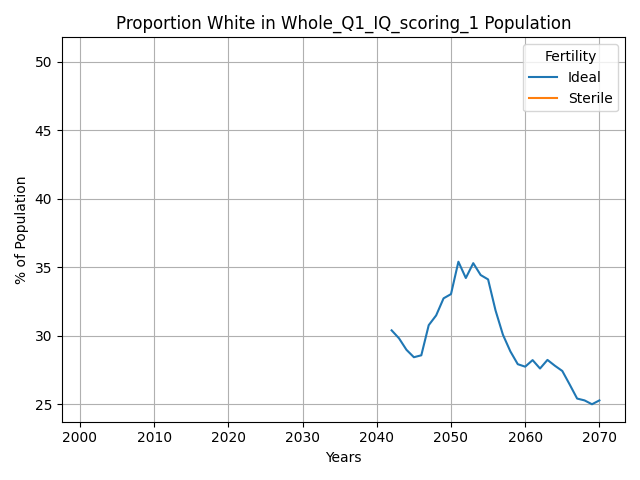 Proportion White in Whole_Q1_IQ_scoring_1 Population
Fertility
Ideal
Sterile
% of Population
50
45
40
35
30
25
2000 2010 2020 2030 2040 2050 2060 2070
Years